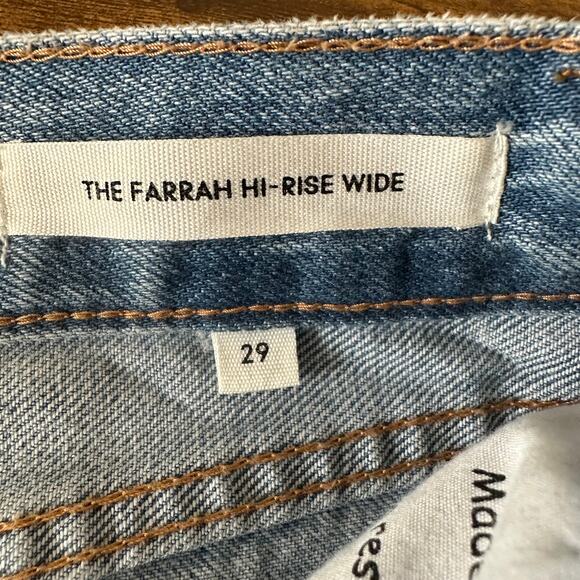 THE FARRAH HI-RISE WIDE
29